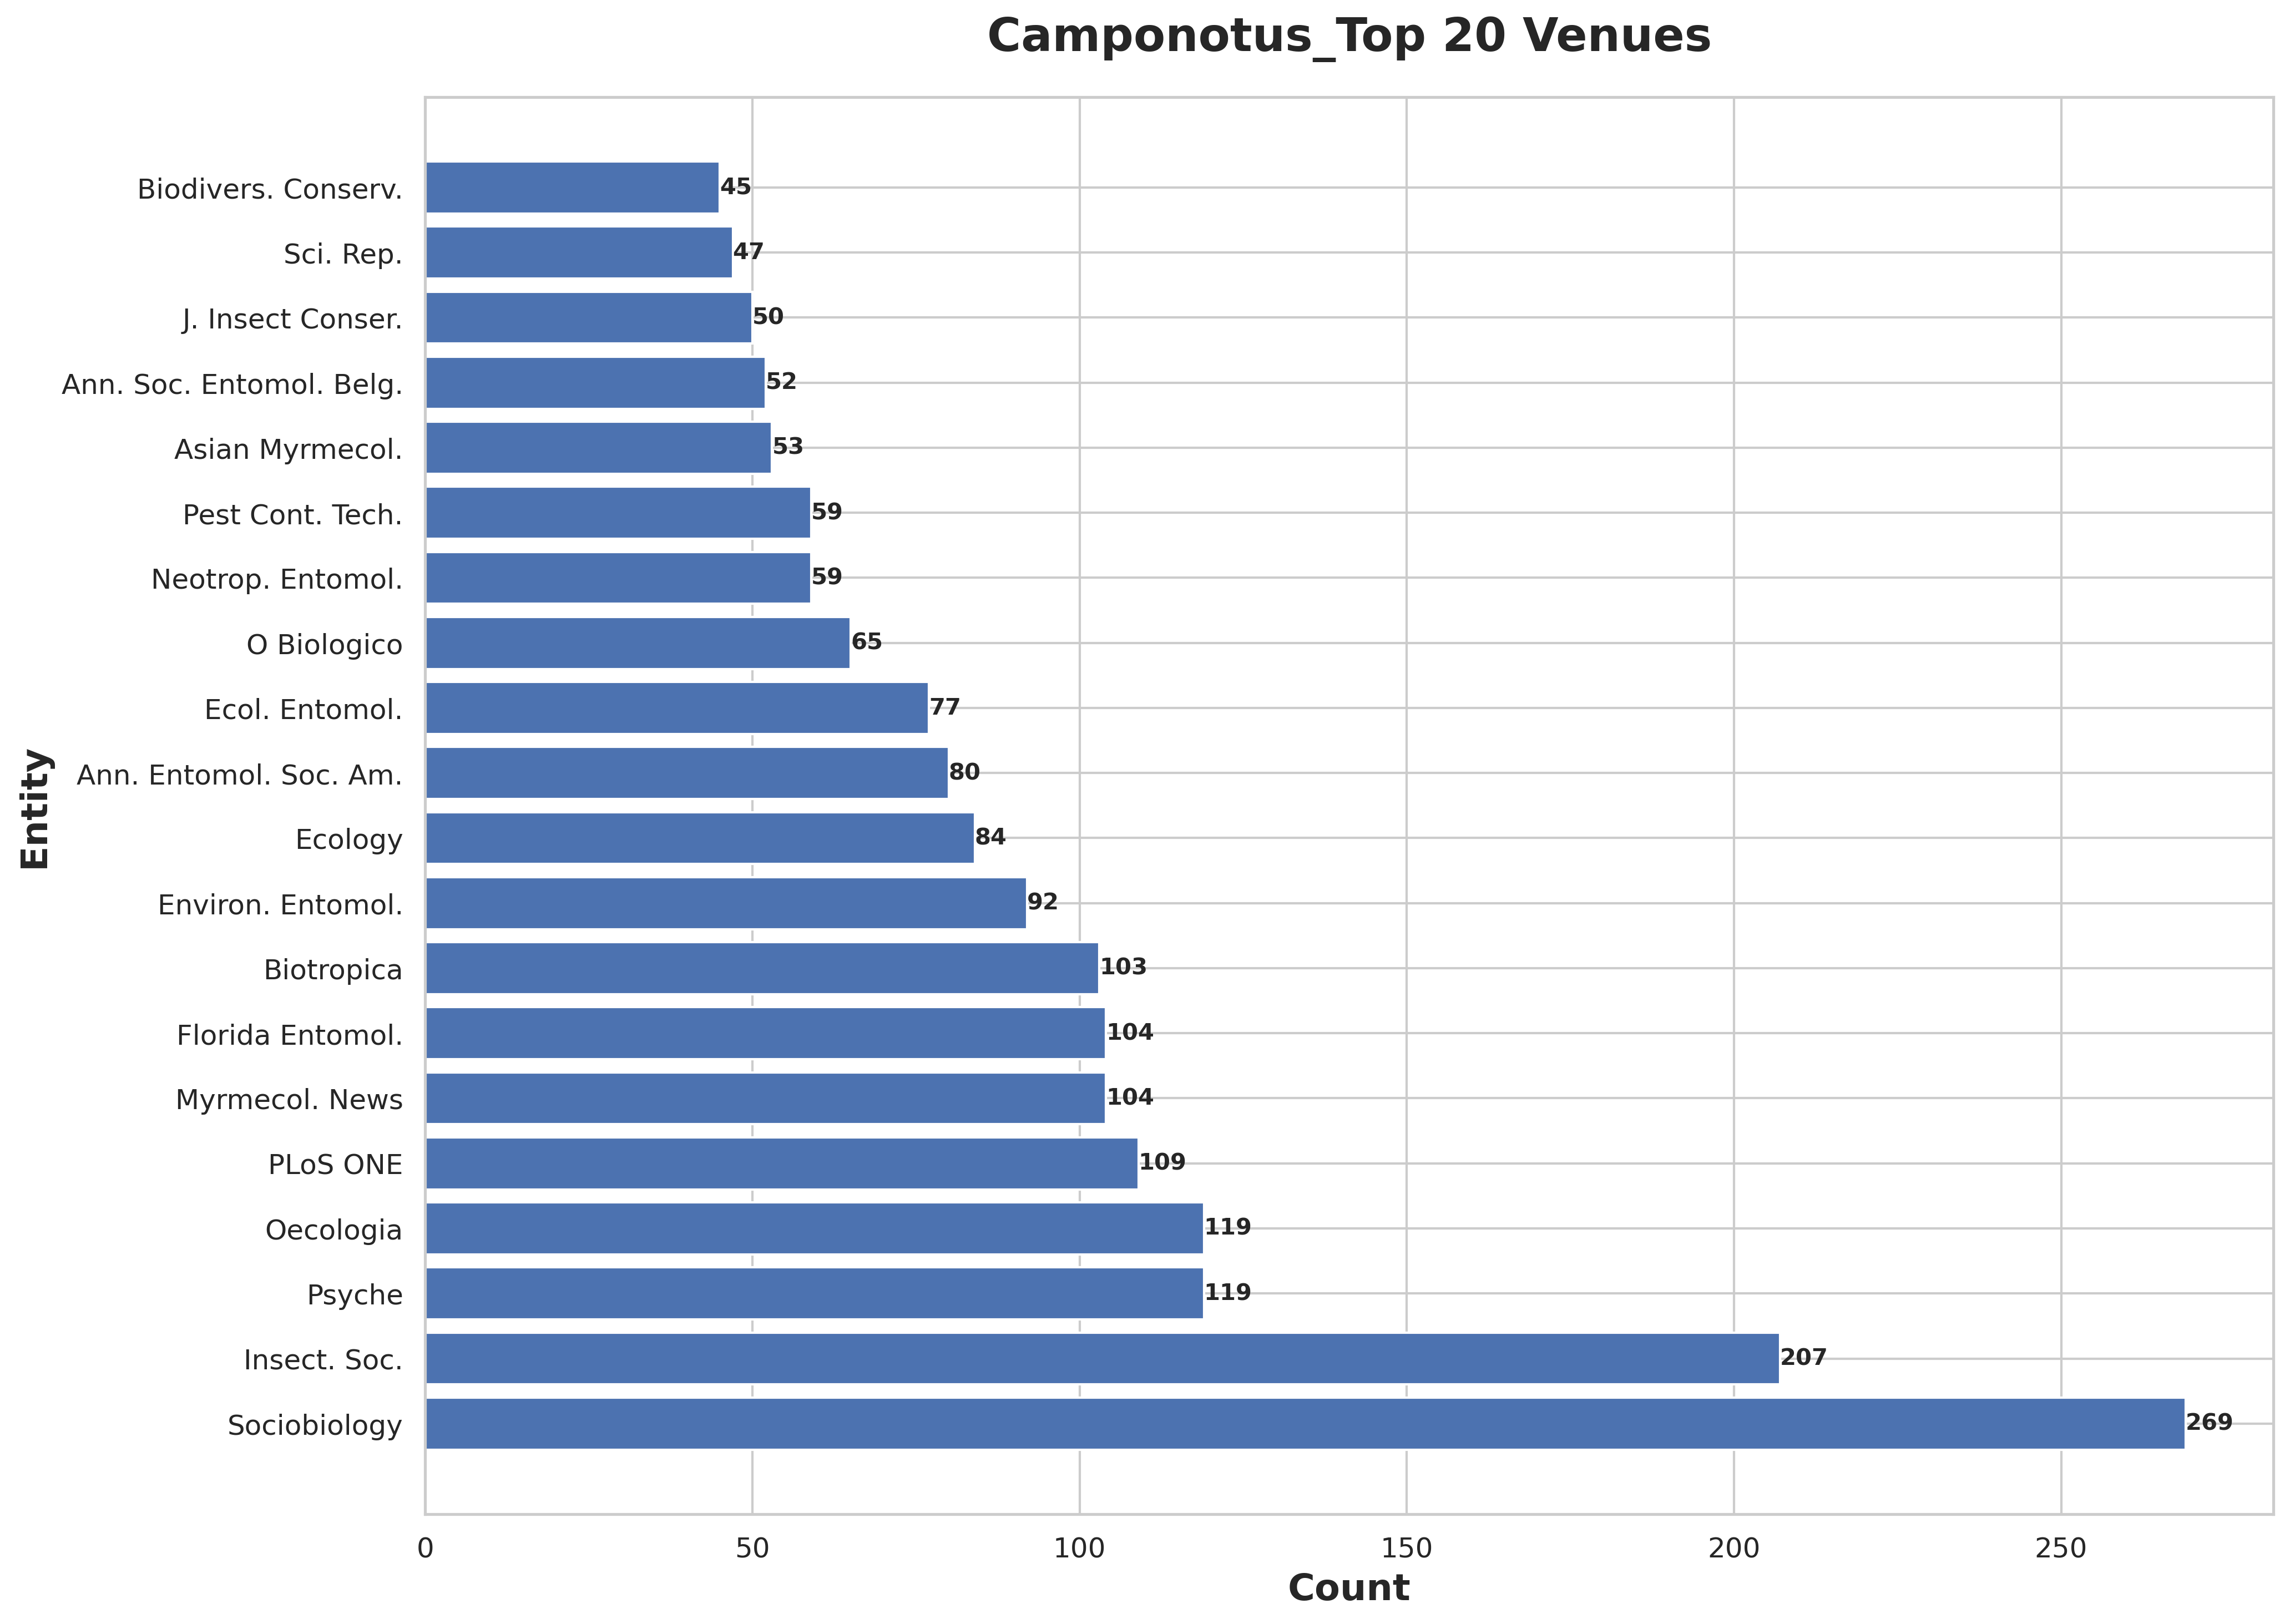 Camponotus_Top 20 Venues
Entity
Biodivers. Conserv. 45
Sci. Rep. 47
J. Insect Conser. 50
Ann. Soc. Entomol. Belg. 52
Asian Myrmecol. 53
Pest Cont. Tech. 59
Neotrop. Entomol. 59
O Biologico 65
Ecol. Entomol. 77
Ann. Entomol. Soc. Am. 80
Ecology 84
Environ. Entomol. 92
Biotropica 103
Florida Entomol. 104
Myrmecol. News 104
PLoS ONE 109
Oecologia 119
Psyche 119
Insect. Soc. 207
Sociobiology 269
0 50 100 150 200 250
Count